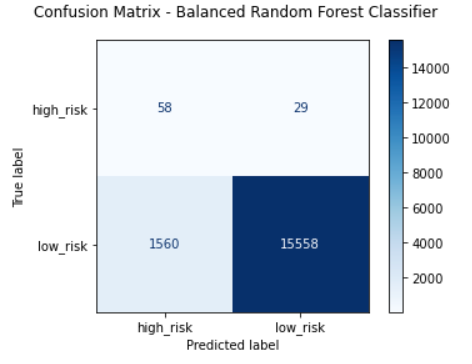 Confusion Matrix - Balanced Random Forest Classifier
high_risk
58
29
low_risk
1560
15558
high_risk
low_risk
Predicted label
True label
14000
12000
10000
8000
6000
4000
2000